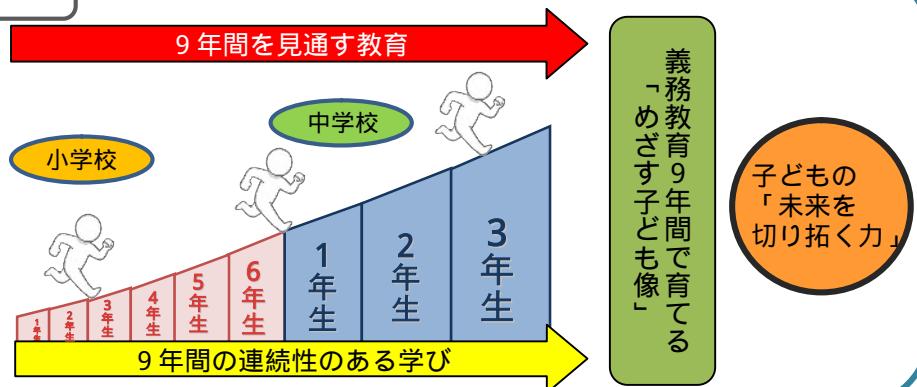 9年間を見通す教育
小学校
中学校
1年生
2年生
3年生
4年生
5年生
6年生
1年生
2年生
3年生
9年間の連続性のある学び
義務教育9年間で育てる
「めざす子ども像」
子どもの
「未来を
切り拓く力」